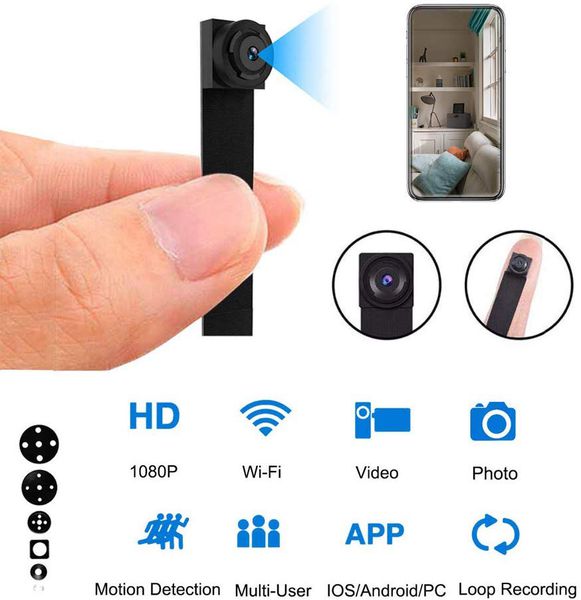 HD
1080P
Wi-Fi
Video
Photo
APP
Motion Detection
Multi-User
IOS/Android/PC
Loop Recording